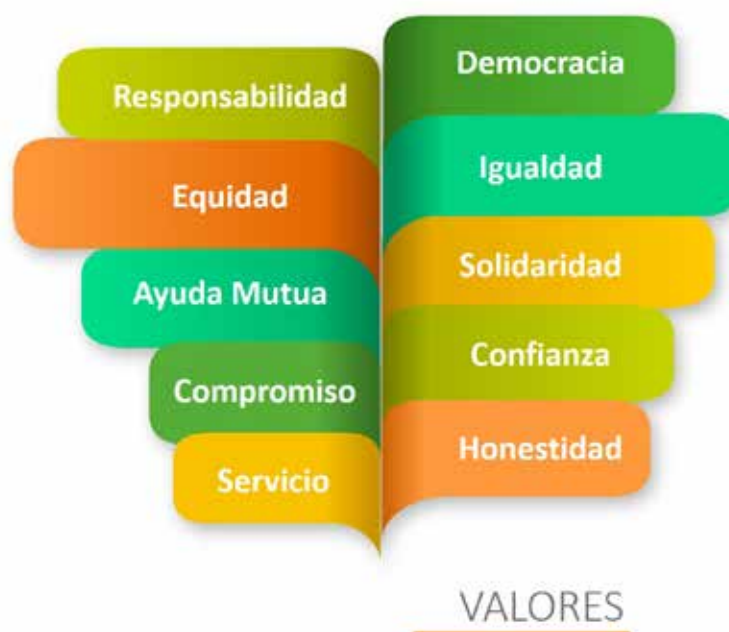 Responsabilidad
Equidad
Ayuda Mutua
Compromiso
Servicio
Democracia
Igualdad
Solidaridad
Confianza
Honestidad
VALORES